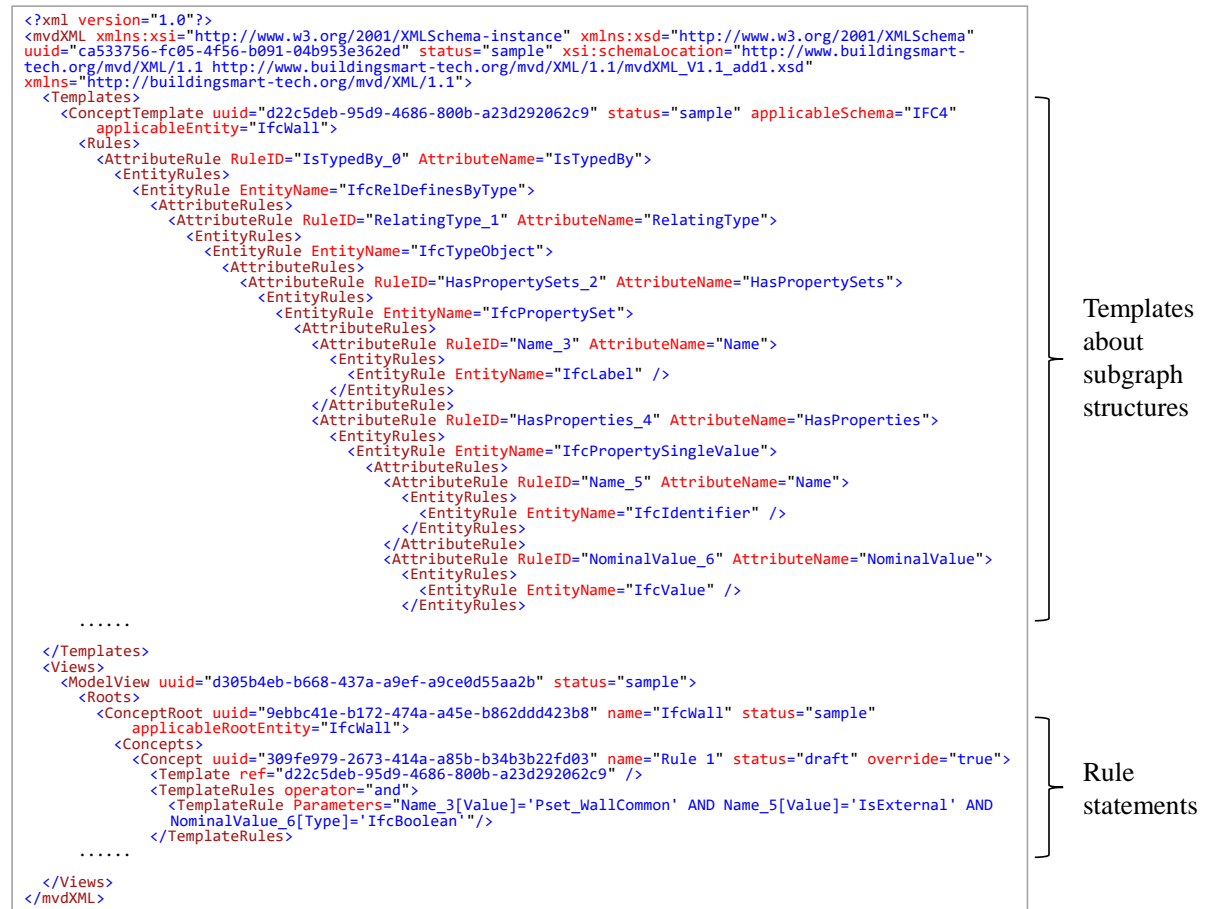 <?xml version="1.0"?>
<mvdXML xmlns:xsi="http://www.w3.org/2001/XMLSchema-instance" xmlns:xsd="http://www.w3.org/2001/XMLSchema"
uuid="ca533756-fc05-4f56-b091-04b953e362ed" status="sample" xsi:schemaLocation="http://www.buildingsmart-
tech.org/mvd/XML/1.1 http://www.buildingsmart-tech.org/mvd/XML/1.1/mvdXML_V1.1_add1.xsd"
xmlns="http://buildingsmart-tech.org/mvd/XML/1.1">
<Templates>
<ConceptTemplate uuid="d22c5deb-95d9-4686-800b-a23d292062c9" status="sample" applicableSchema="IFC4"
applicableEntity="IfcWall">
<Rules>
<AttributeRule RuleID="IsTypedBy_0" AttributeName="IsTypedBy">
<EntityRules>
<EntityRule EntityName="IfcRelDefinesByType">
<AttributeRules>
<AttributeRule RuleID="RelatingType_1" AttributeName="RelatingType">
<EntityRules>
<EntityRule EntityName="IfcTypeObject">
<AttributeRules>
<AttributeRule RuleID="HasPropertySets_2" AttributeName="HasPropertySets">
<EntityRules>
<EntityRule EntityName="IfcPropertySet">
<AttributeRules>
<AttributeRule RuleID="Name_3" AttributeName="Name">
<EntityRules>
<EntityRule EntityName="IfcLabel" />
</EntityRules>
</AttributeRule>
<AttributeRule RuleID="HasProperties_4" AttributeName="HasProperties">
<EntityRules>
<EntityRule EntityName="IfcPropertySingleValue">
<AttributeRules>
<AttributeRule RuleID="Name_5" AttributeName="Name">
<EntityRules>
<EntityRule EntityName="IfcIdentifier" />
</EntityRules>
</AttributeRule>
<AttributeRule RuleID="NominalValue_6" AttributeName="NominalValue">
<EntityRules>
<EntityRule EntityName="IfcValue" />
</EntityRules>
......
</Templates>
<Views>
<ModelView uuid="d305b4eb-b668-437a-a9ef-a9ce0d55aa2b" status="sample">
<Roots>
<ConceptRoot uuid="9ebbc41e-b172-474a-a45e-b862ddd423b8" name="IfcWall" status="sample"
applicableRootEntity="IfcWall">
<Concepts>
<Concept uuid="309fe979-2673-414a-a85b-b34b3b22fd03" name="Rule 1" status="draft" override="true">
<Template ref="d22c5deb-95d9-4686-800b-a23d292062c9" />
<TemplateRules operator="and">
<TemplateRule Parameters="Name_3[Value]='Pset_WallCommon' AND Name_5[Value]='IsExternal' AND
NominalValue_6[Type]='IfcBoolean'"/>
</TemplateRules>
......
</Views>
</mvdXML>
Templates
about
subgraph
structures
Rule
statements